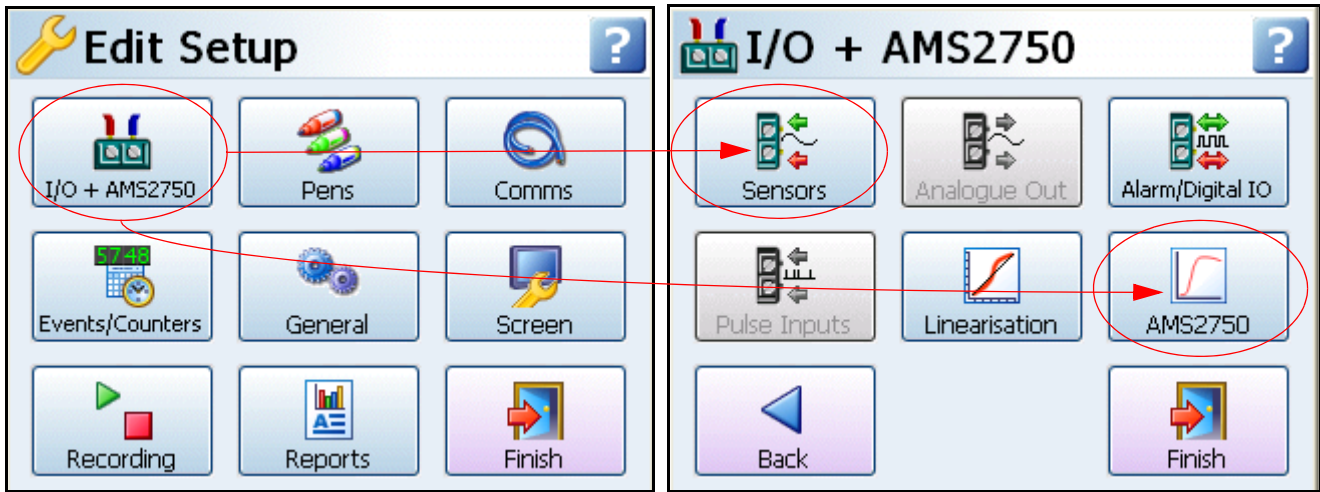 Edit Setup
?
I/O + AMS2750
Pens
Comms
57.48
Events/Counters
General
Screen
Recording
A
Reports
Finish
I/O + AMS2750
?
Sensors
Analogue Out
Alarm/Digital IO
Pulse Inputs
Linearisation
AMS2750
Back
Finish